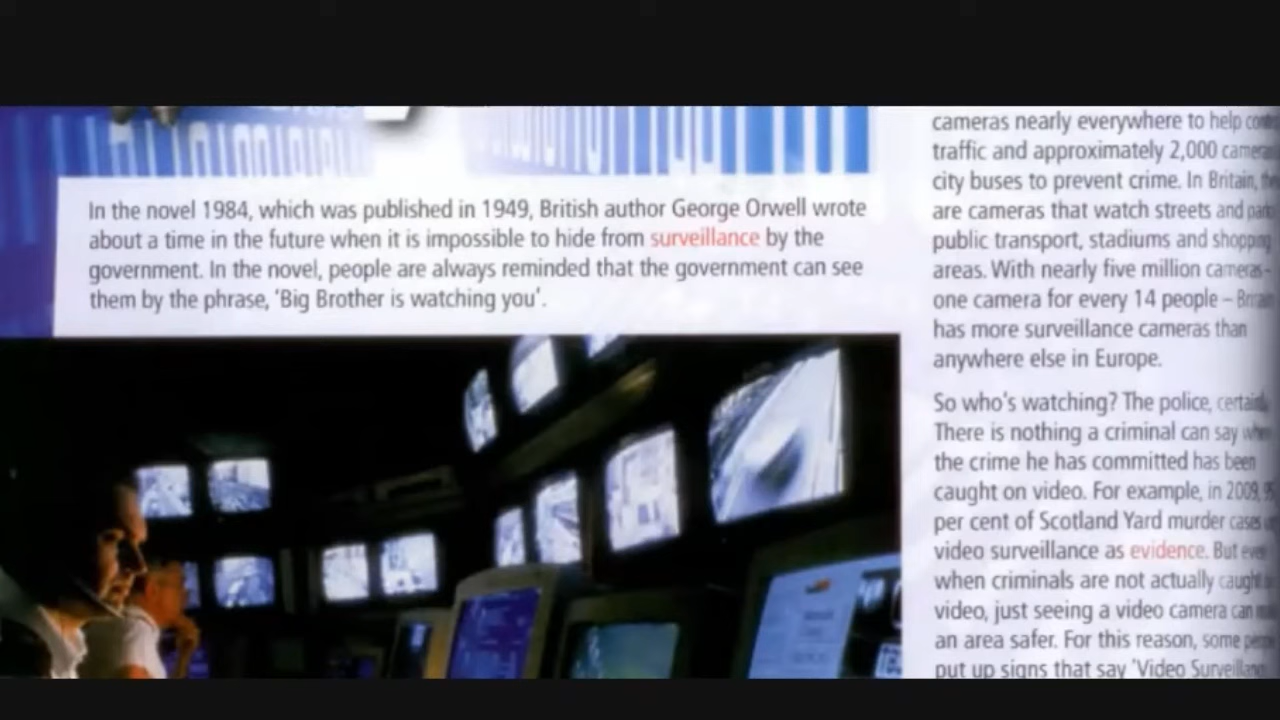 In the novel 1984, which was published in 1949, British author George Orwell wrote
about a time in the future when it is impossible to hide from surveillance by the
government. In the novel, people are always reminded that the government can see
them by the phrase, 'Big Brother is watching you'.
cameras nearly everywhere to help
traffic and approximately 2,000
city buses to prevent crime. In Britain,
are cameras that watch streets and
public transport, stadiums and shopping
areas. With nearly five million cameras –
one camera for every 14 people – Britain
has more surveillance cameras than
anywhere else in Europe.
So who's watching? The police,
There is nothing a criminal can say
the crime he has committed has been
caught on video. For example, in 2009,
per cent of Scotland Yard murder cases
video surveillance as evidence. But
when criminals are not actually caught
video, just seeing a video camera can
an area safer. For this reason, some
put up signs that say 'Video